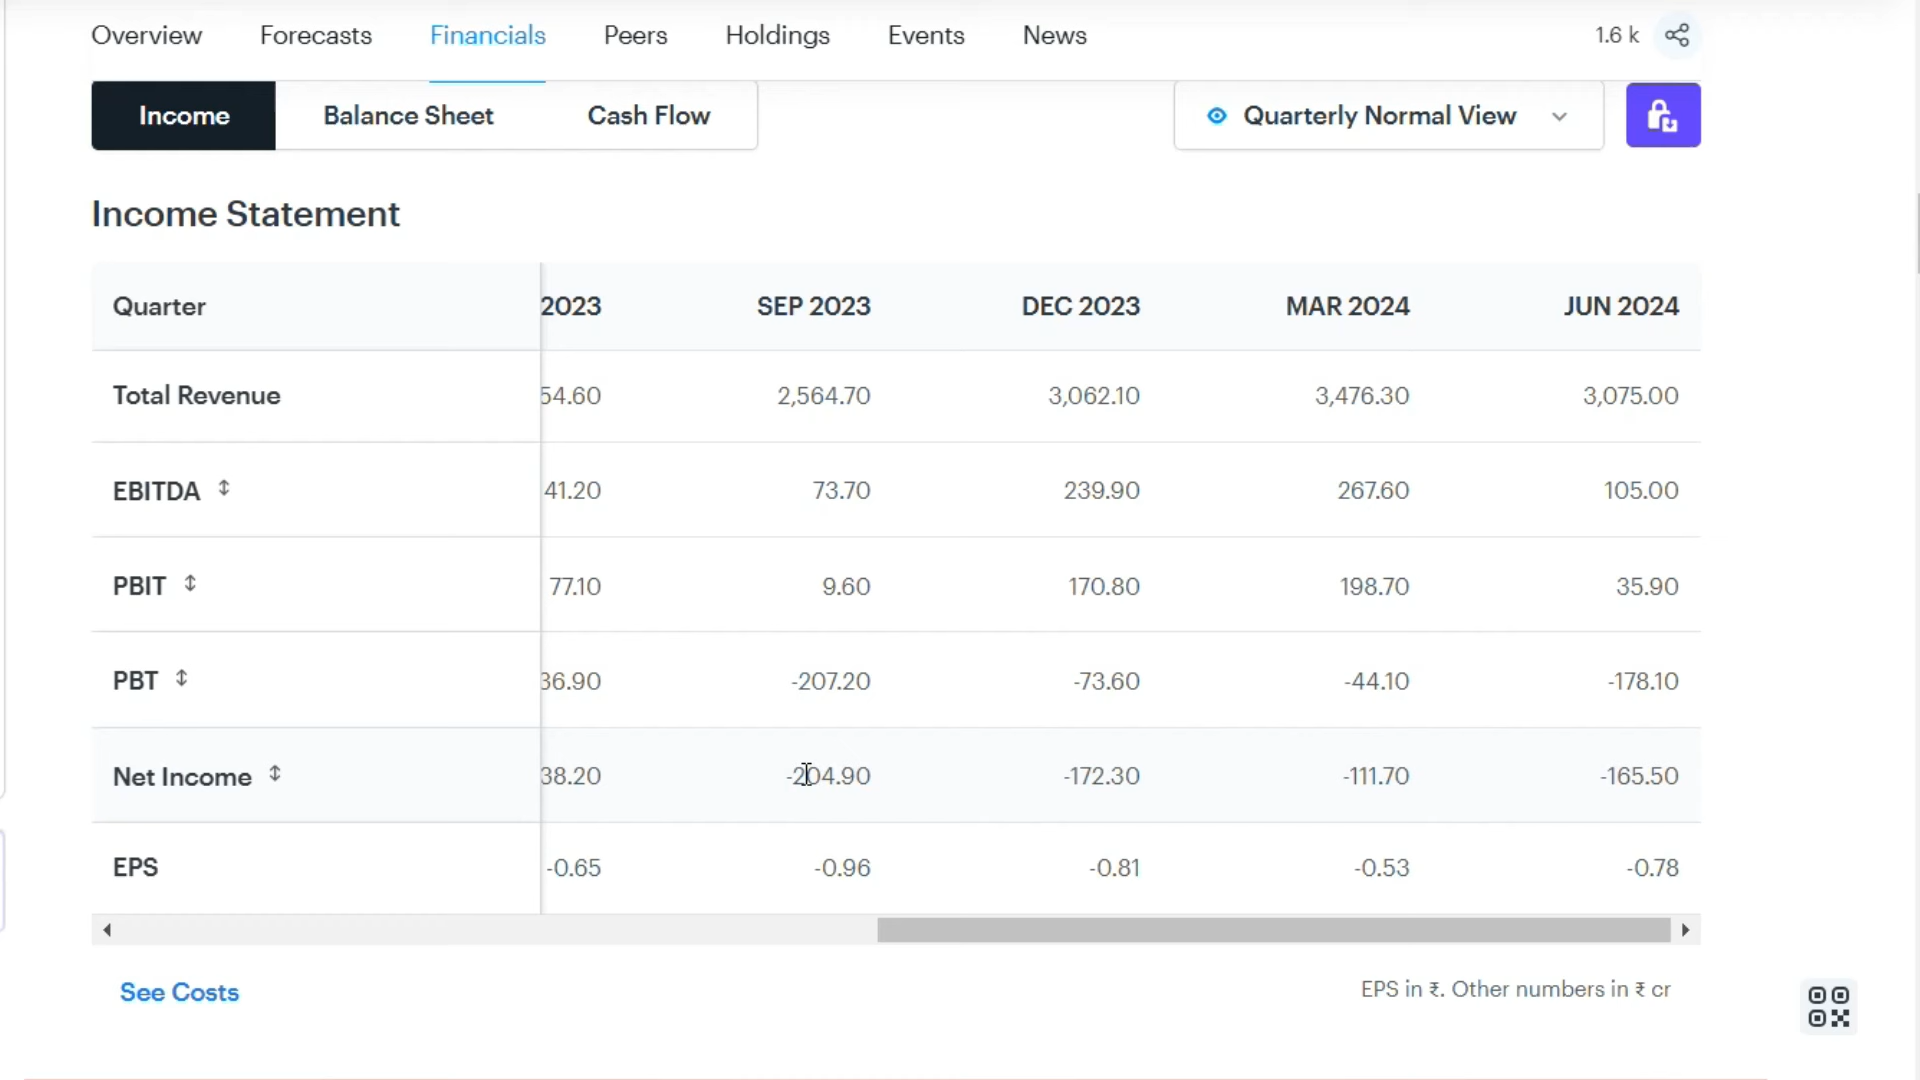 Overview Forecasts Financials Peers Holdings Events News 1.6 k
Income Balance Sheet Cash Flow Quarterly Normal View
Income Statement
Quarter 2023 SEP 2023 DEC 2023 MAR 2024 JUN 2024
Total Revenue 54.60 2,564.70 3,062.10 3,476.30 3,075.00
EBITDA 41.20 73.70 239.90 267.60 105.00
PBIT 77.10 9.60 170.80 198.70 35.90
PBT 36.90 -207.20 -73.60 -44.10 -178.10
Net Income 38.20 -204.90 -172.30 -111.70 -165.50
EPS -0.65 -0.96 -0.81 -0.53 -0.78
See Costs EPS in ₹. Other numbers in ₹ cr